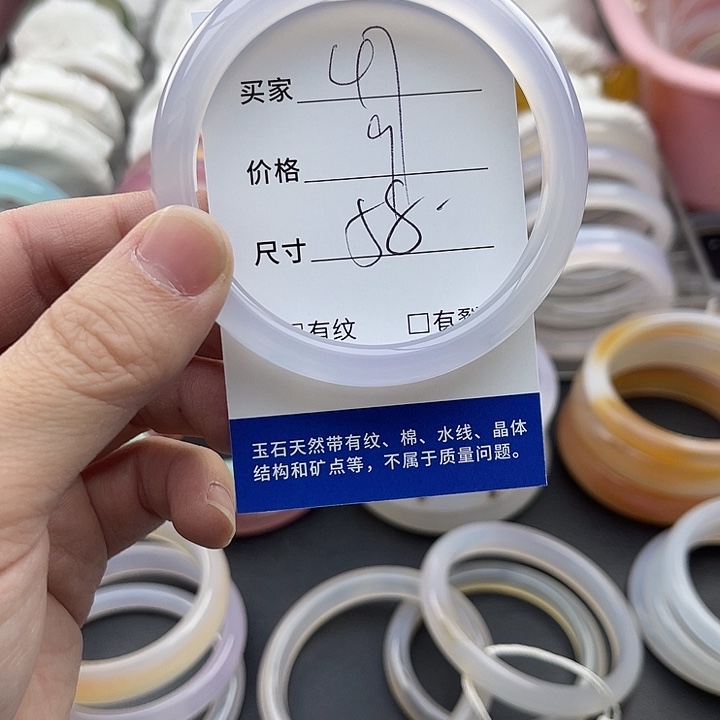 买家 49
价格 9
尺寸 58.
□有纹 □有裂
玉石天然带有纹、棉、水线、晶体
结构和矿点等，不属于质量问题。